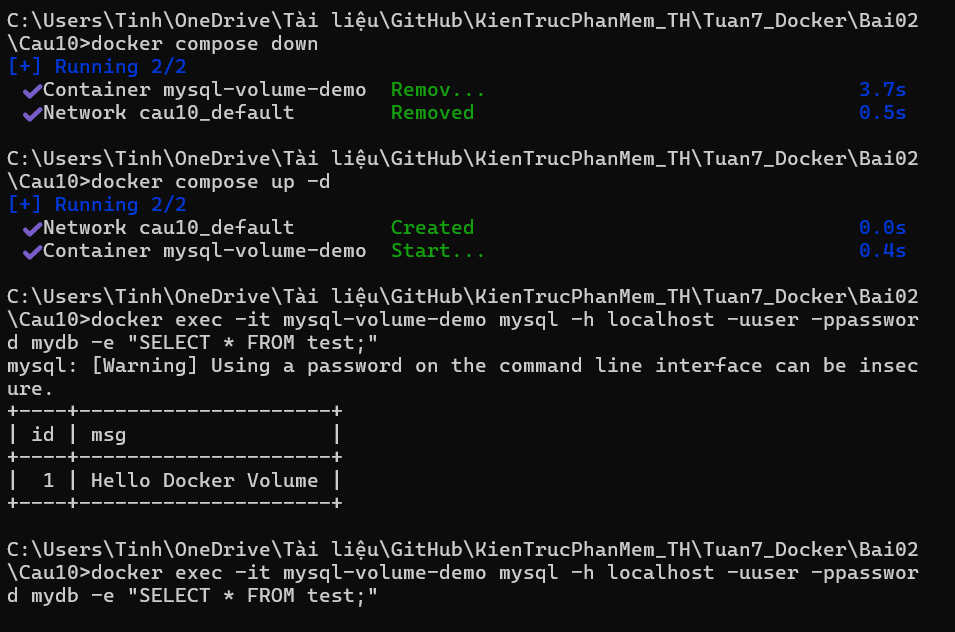 C:\Users\Tinh\OneDrive\Tài liệu\GitHub\KienTrucPhanMem_TH\Tuan7_Docker\Bai02
\Cau10>docker compose down
[+] Running 2/2
✔Container mysql-volume-demo  Remov...  3.7s
✔Network cau10_default  Removed  0.5s
C:\Users\Tinh\OneDrive\Tài liệu\GitHub\KienTrucPhanMem_TH\Tuan7_Docker\Bai02
\Cau10>docker compose up -d
[+] Running 2/2
✔Network cau10_default  Created  0.0s
✔Container mysql-volume-demo  Start...  0.4s
C:\Users\Tinh\OneDrive\Tài liệu\GitHub\KienTrucPhanMem_TH\Tuan7_Docker\Bai02
\Cau10>docker exec -it mysql-volume-demo mysql -h localhost -uuser -ppasswor
d mydb -e "SELECT * FROM test;"
mysql: [Warning] Using a password on the command line interface can be insec
ure.
+----+---------------------+
| id | msg                 |
+----+---------------------+
|  1 | Hello Docker Volume |
+----+---------------------+
C:\Users\Tinh\OneDrive\Tài liệu\GitHub\KienTrucPhanMem_TH\Tuan7_Docker\Bai02
\Cau10>docker exec -it mysql-volume-demo mysql -h localhost -uuser -ppasswor
d mydb -e "SELECT * FROM test;"